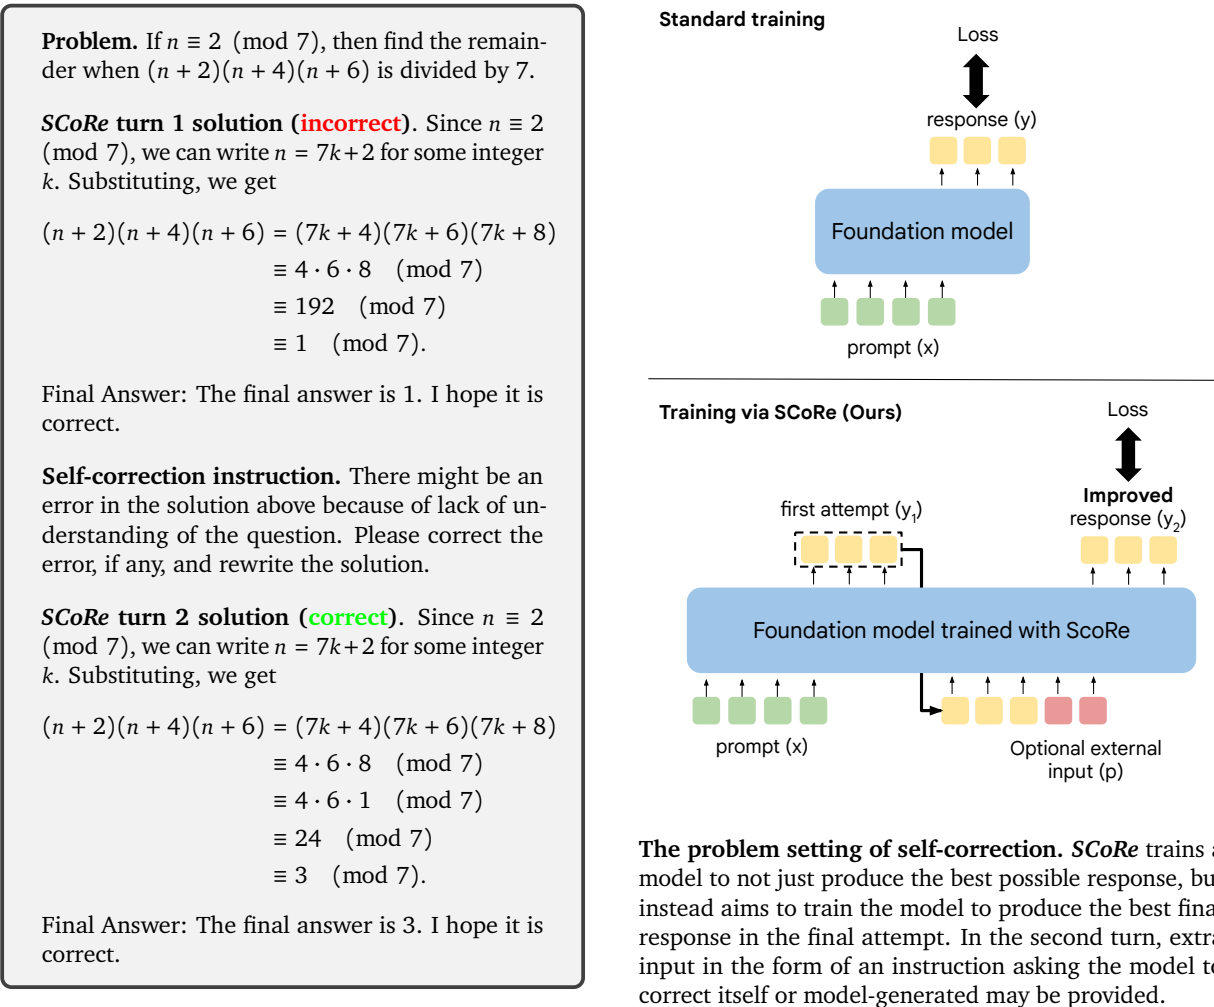 Problem. If n ≡ 2 (mod 7), then find the remain-
der when (n + 2)(n + 4)(n + 6) is divided by 7.
SCoRe turn 1 solution (incorrect). Since n ≡ 2
(mod 7), we can write n = 7k+2 for some integer
k. Substituting, we get
(n + 2)(n + 4)(n + 6) = (7k + 4)(7k + 6)(7k + 8)
≡ 4 · 6 · 8 (mod 7)
≡ 192 (mod 7)
≡ 1 (mod 7).
Final Answer: The final answer is 1. I hope it is
correct.
Self-correction instruction. There might be an
error in the solution above because of lack of un-
derstanding of the question. Please correct the
error, if any, and rewrite the solution.
SCoRe turn 2 solution (correct). Since n ≡ 2
(mod 7), we can write n = 7k+2 for some integer
k. Substituting, we get
(n + 2)(n + 4)(n + 6) = (7k + 4)(7k + 6)(7k + 8)
≡ 4 · 6 · 8 (mod 7)
≡ 4 · 6 · 1 (mod 7)
≡ 24 (mod 7)
≡ 3 (mod 7).
Final Answer: The final answer is 3. I hope it is
correct.
Standard training
Loss
response (y)
Foundation model
prompt (x)
Training via SCoRe (Ours)
Loss
Improved
response (y₂)
first attempt (y₁)
Foundation model trained with ScoRe
prompt (x)
Optional external
input (p)
The problem setting of self-correction. SCoRe trains a
model to not just produce the best possible response, bu
instead aims to train the model to produce the best fina
response in the final attempt. In the second turn, extra
input in the form of an instruction asking the model to
correct itself or model-generated may be provided.